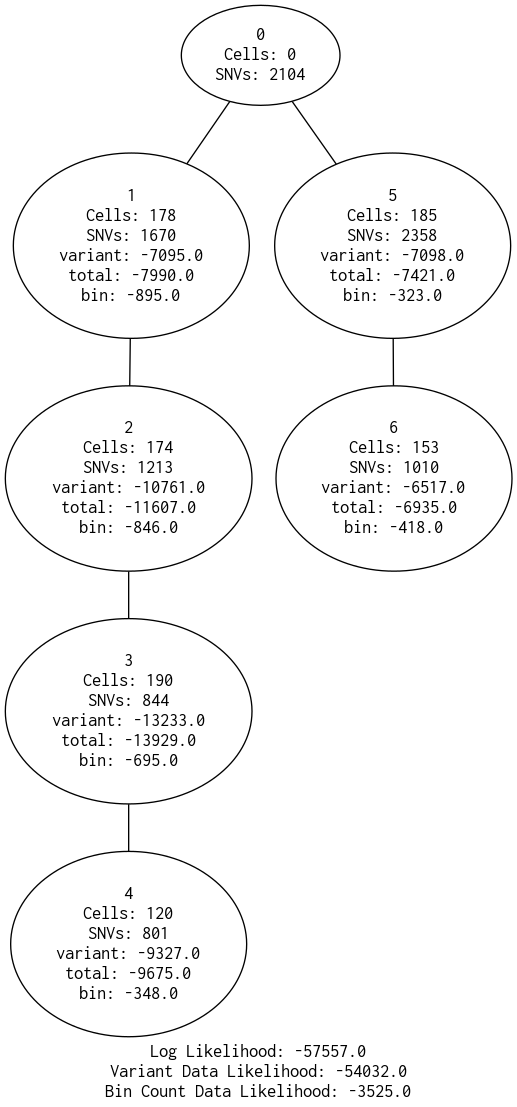 0
Cells: 0
SNVs: 2104
1
Cells: 178
SNVs: 1670
variant: -7095.0
total: -7990.0
bin: -895.0
5
Cells: 185
SNVs: 2358
variant: -7098.0
total: -7421.0
bin: -323.0
2
Cells: 174
SNVs: 1213
variant: -10761.0
total: -11607.0
bin: -846.0
6
Cells: 153
SNVs: 1010
variant: -6517.0
total: -6935.0
bin: -418.0
3
Cells: 190
SNVs: 844
variant: -13233.0
total: -13929.0
bin: -695.0
4
Cells: 120
SNVs: 801
variant: -9327.0
total: -9675.0
bin: -348.0
Log Likelihood: -57557.0
Variant Data Likelihood: -54032.0
Bin Count Data Likelihood: -3525.0